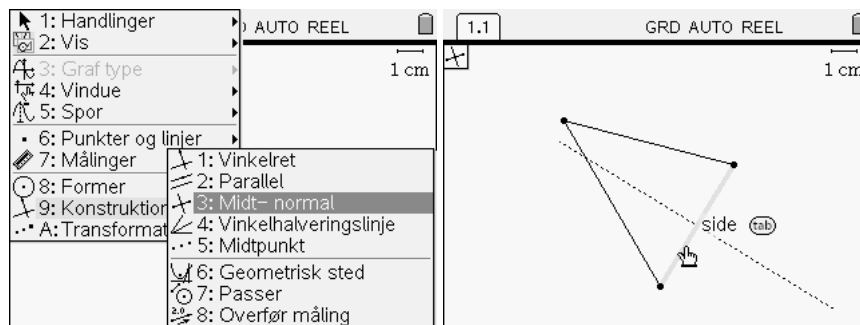 1: Handlinger
2: Vis
3: Graf type
4: Vindue
5: Spor
6: Punkter og linjer
7: Målinger
8: Former
9: Konstruktion
A: Transformat
AUTO REEL
1 cm
1: Vinkelret
2: Parallel
3: Midt- normal
4: Vinkelhalveringslinje
5: Midtpunkt
6: Geometrisk sted
7: Passer
8: Overfør måling
1.1
GRD AUTO REEL
1 cm
side tab